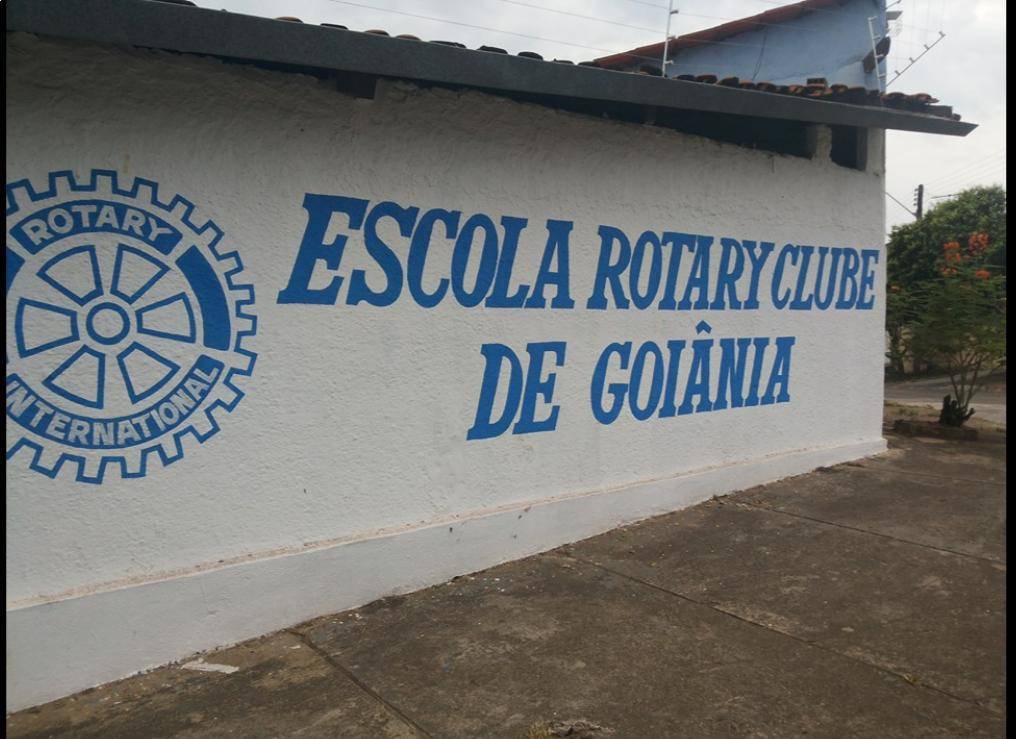 ROTARY
INTERNATIONAL
ESCOLA ROTARY CLUBE
DE GOIÂNIA